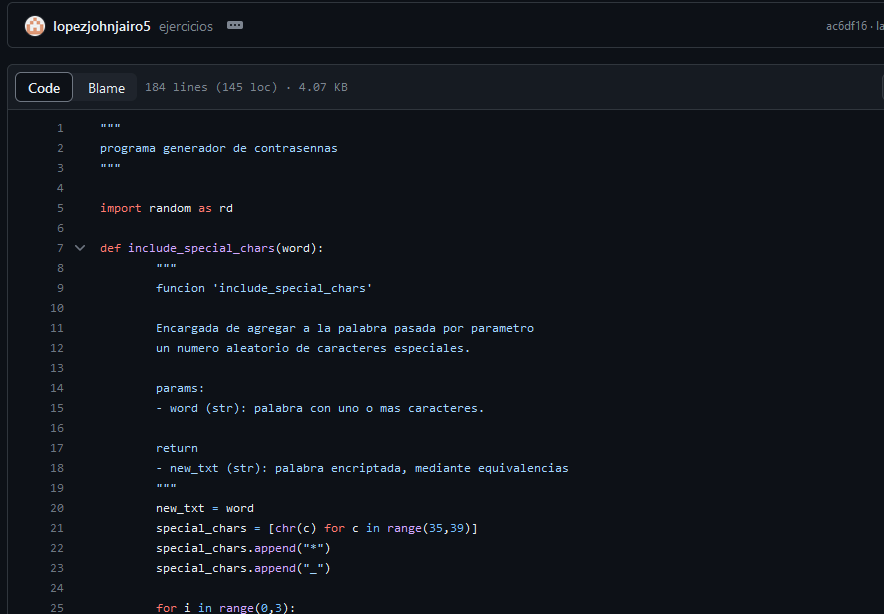 lopezjohnjairo5 ejercicios ac6df16 · la
Code Blame 184 lines (145 loc) · 4.07 KB
1 """
2 programa generador de contrasennas
3 """
4
5 import random as rd
6
7 def include_special_chars(word):
8 """
9 funcion 'include_special_chars'
10
11 Encargada de agregar a la palabra pasada por parametro
12 un numero aleatorio de caracteres especiales.
13
14 params:
15 - word (str): palabra con uno o mas caracteres.
16
17 return
18 - new_txt (str): palabra encriptada, mediante equivalencias
19 """
20 new_txt = word
21 special_chars = [chr(c) for c in range(35,39)]
22 special_chars.append("*")
23 special_chars.append("_")
24
25 for i in range(0,3):